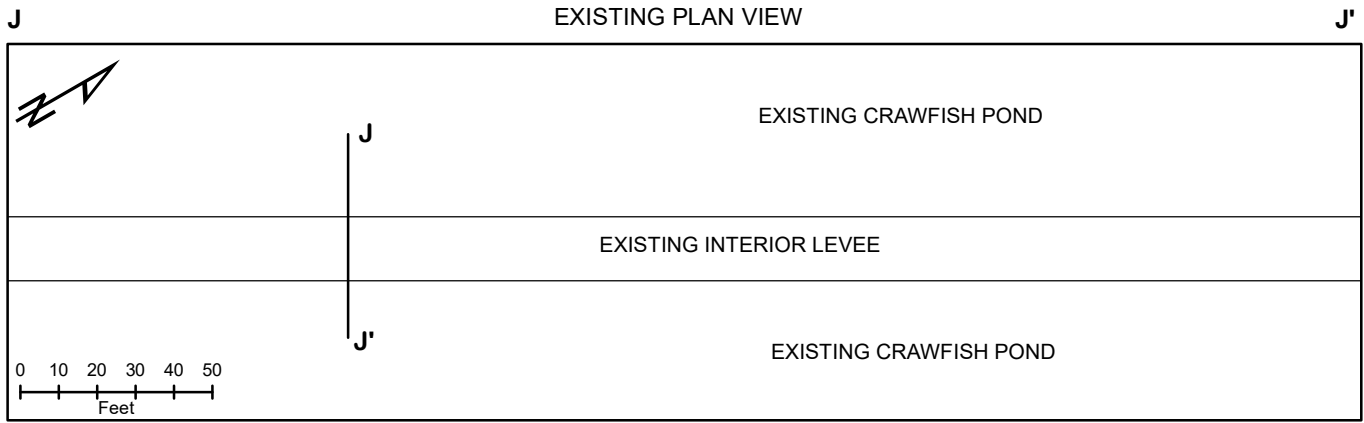 J EXISTING PLAN VIEW J'
N
EXISTING CRAWFISH POND
J
EXISTING INTERIOR LEVEE
J'
EXISTING CRAWFISH POND
0 10 20 30 40 50
Feet